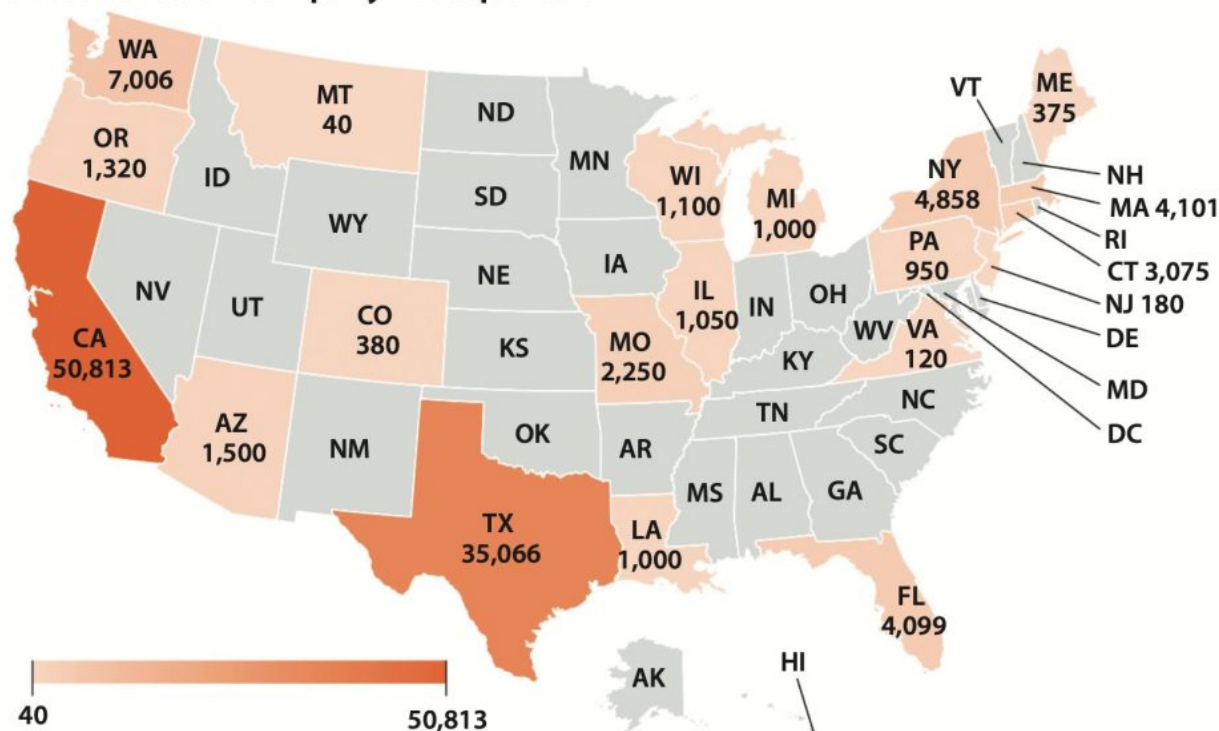 WA
7,006
MT
40
ND
MN
OR
1,320
ID
SD
WI
1,100
MI
1,000
NY
4,858
VT
ME
375
NH
MA 4,101
RI
CT 3,075
NJ 180
DE
MD
DC
WY
NE
IA
PA
950
NV
UT
CO
380
KS
MO
2,250
IL
1,050
IN
OH
WV
VA
120
KY
CA
50,813
AZ
1,500
NM
OK
AR
TN
NC
SC
MS
AL
GA
TX
35,066
LA
1,000
FL
4,099
AK
HI
40
50,813